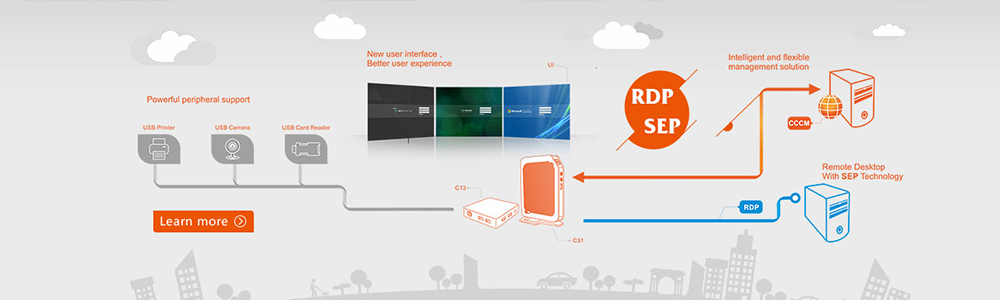 New user interface ,
Better user experience
UI
Intelligent and flexible
management solution
Powerful peripheral support
RDP
SEP
USB Printer
USB Camera
USB Card Reader
CCCM
Remote Desktop
With SEP Technology
C13
RDP
Learn more
C31